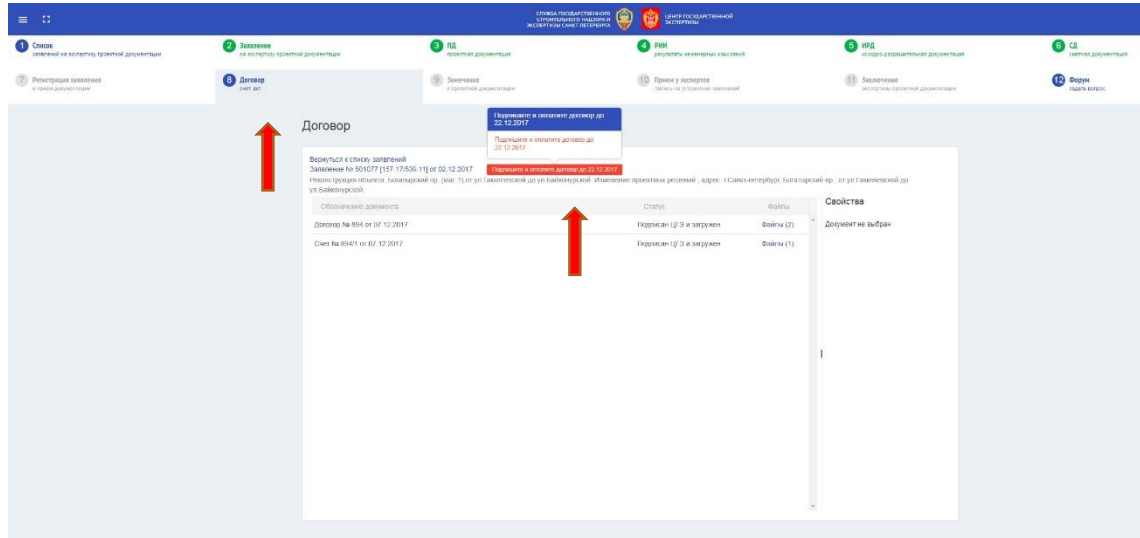 СЛУЖБА ГОСУДАРСТВЕННОГО
СТРОИТЕЛЬНОГО НАДЗОРА И
ЭКСПЕРТИЗЫ САНКТ-ПЕТЕРБУРГА
ЦЕНТР ГОСУДАРСТВЕННОЙ
ЭКСПЕРТИЗЫ
1 Список
заявлений на экспертизу проектной документации
2 Заявление
на экспертизу проектной документации
3 ПД
проектная документация
4 РИИ
результаты инженерных изысканий
5 ИРД
исходно-разрешительная документация
6 СД
сметная документация
7 Регистрация заявления
и приём документации
8 Договор
счет акт
9 Замечания
к проектной документации
10 Прием у экспертов
Запись на устранение замечаний
11 Заключение
экспертизы проектной документации
12 Форум
задать вопрос
Договор
Подпишите и оплатите договор до
22.12.2017
Подпишите и оплатите договор до
22.12.2017
Вернуться к списку заявлений
Заявление № 501077 [157-17/536-11] от 02.12.2017
Подпишите и оплатите договор до 22.12.2017
Реконструкция объекта: Богатырский пр. (маг. 1) от ул.Гаккелевской до ул.Байконурской. Изменение проектных решений , адрес: г.Санкт-петербург, Богатырский пр., от ул.Гаккелевской до
ул.Байконурской.
Обозначение документа Статус Файлы
Договор № 894 от 07.12.2017 Подписан ЦГЭ и загружен Файлы (2)
Счет № 894/1 от 07.12.2017 Подписан ЦГЭ и загружен Файлы (1)
Свойства
Документ не выбран